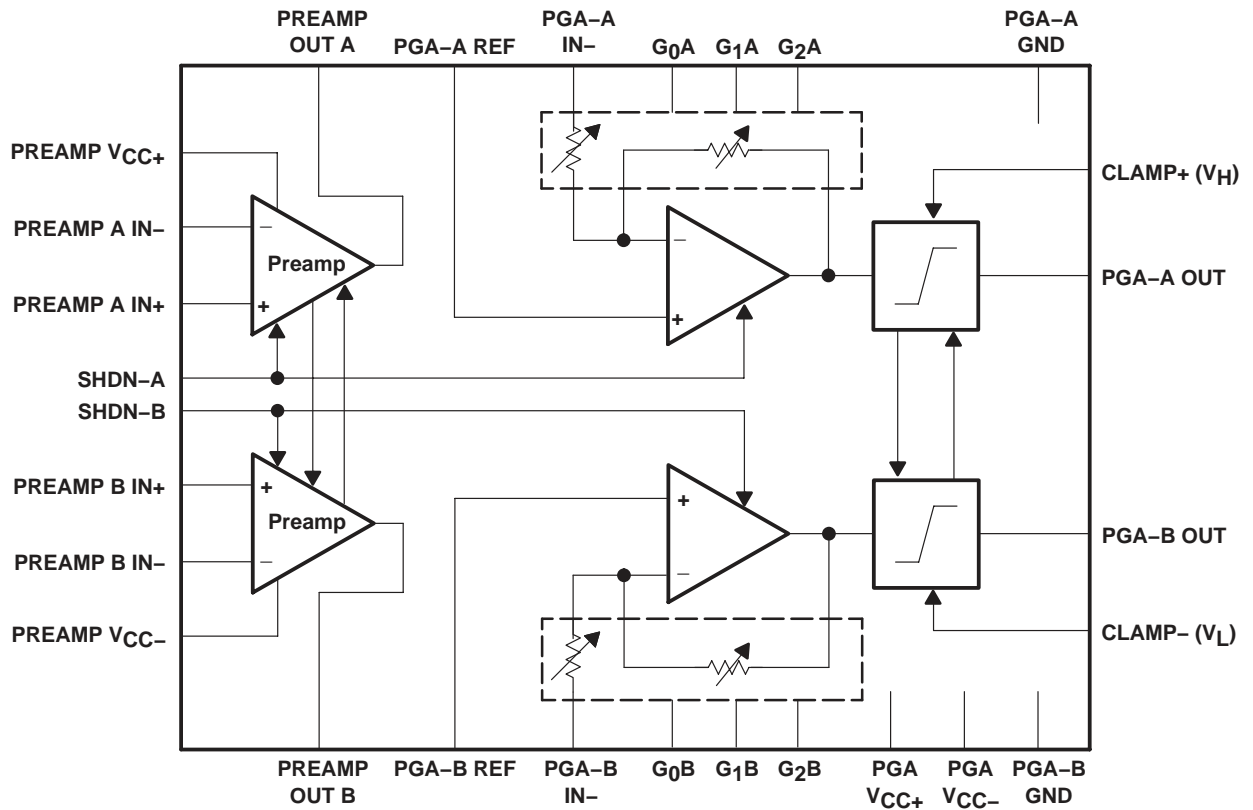 PREAMP
OUT A
PGA–A REF
PGA–A
IN–
G0A
G1A
G2A
PGA–A
GND
PREAMP VCC+
PREAMP A IN–
PREAMP A IN+
SHDN–A
SHDN–B
PREAMP B IN+
PREAMP B IN–
PREAMP VCC–
–
Preamp
+
–
+
+
Preamp
–
+
–
CLAMP+ (VH)
PGA–A OUT
PGA–B OUT
CLAMP– (VL)
PREAMP
OUT B
PGA–B REF
PGA–B
IN–
G0B
G1B
G2B
PGA
VCC+
PGA
VCC–
PGA–B
GND